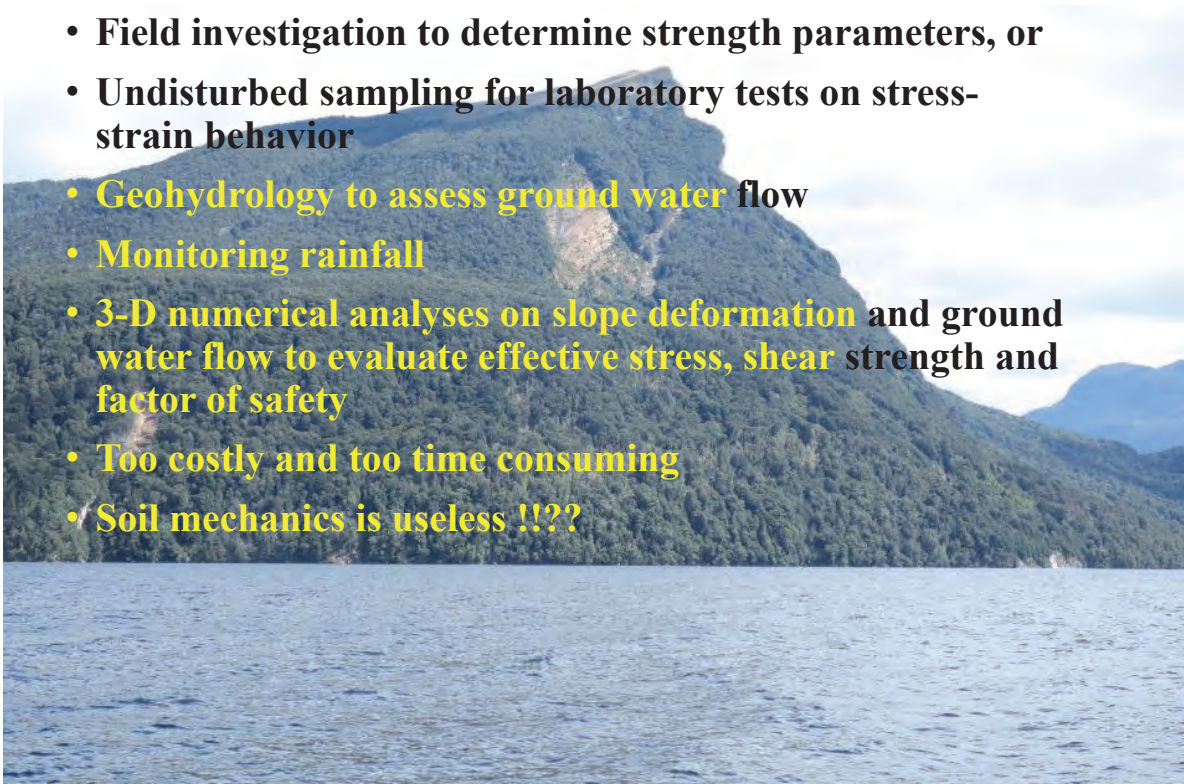 • Field investigation to determine strength parameters, or
• Undisturbed sampling for laboratory tests on stress-
strain behavior
• Geohydrology to assess ground water flow
• Monitoring rainfall
• 3-D numerical analyses on slope deformation and ground
water flow to evaluate effective stress, shear strength and
factor of safety
• Too costly and too time consuming
• Soil mechanics is useless !!??